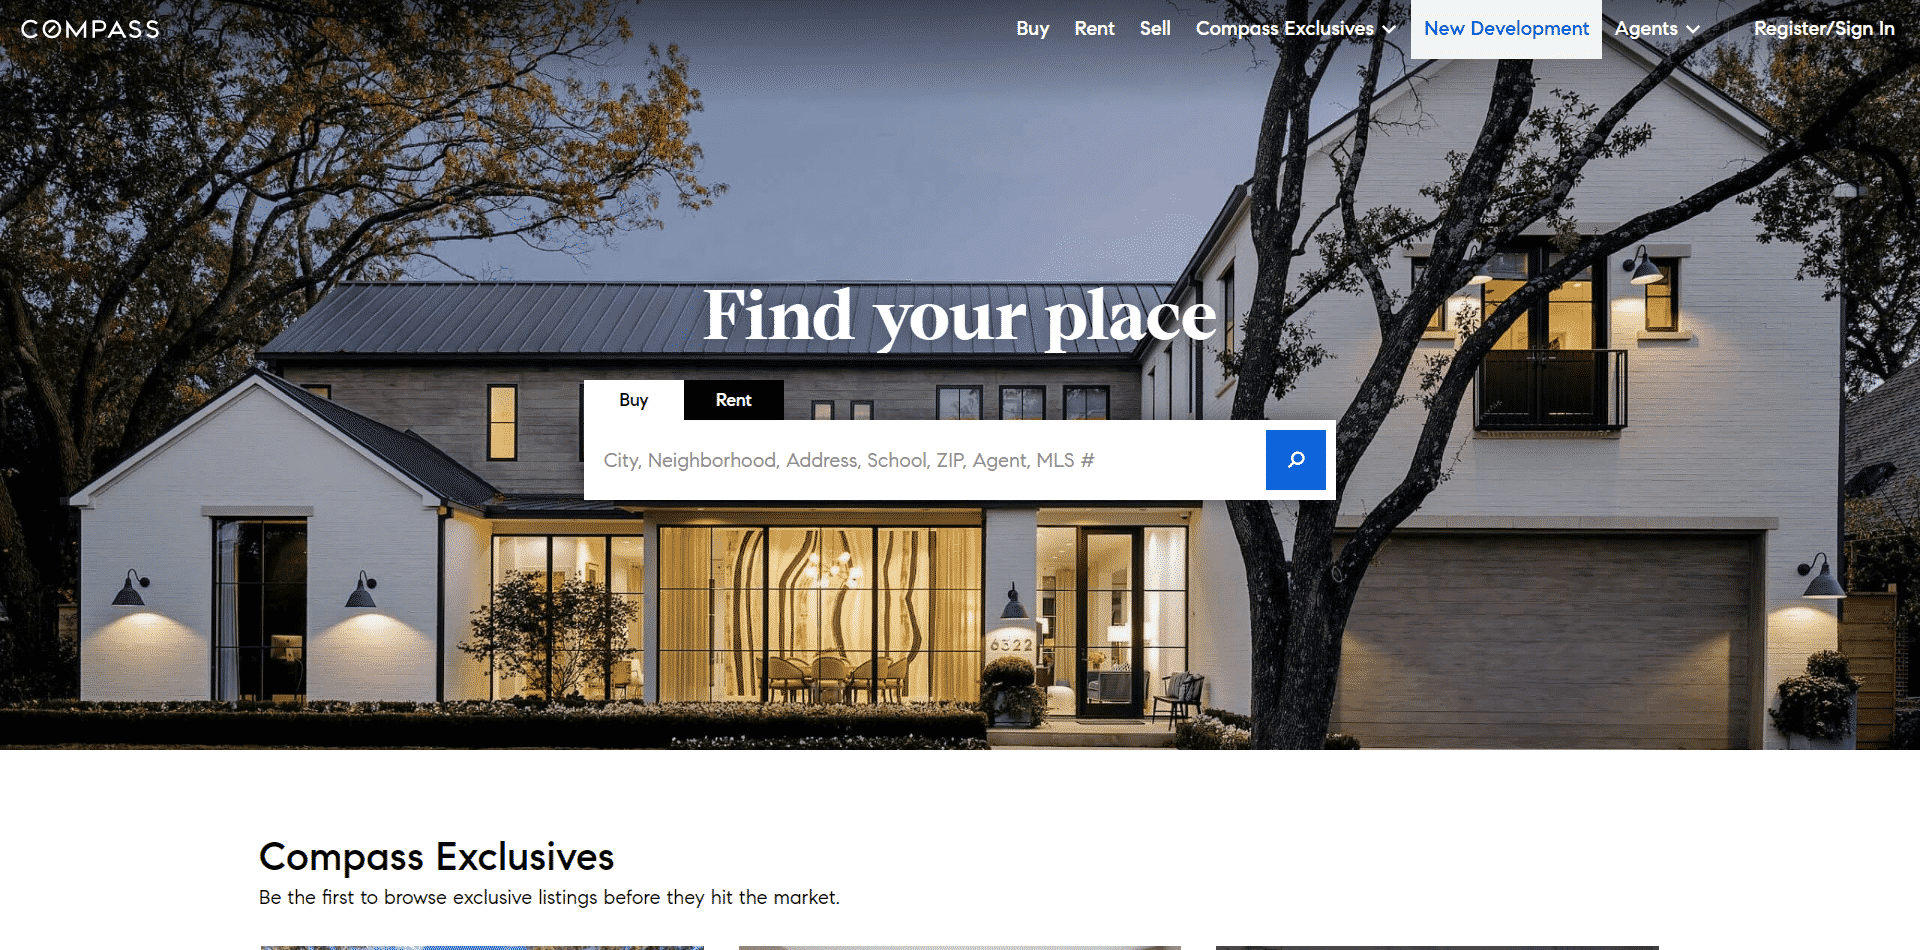 COMPASS
Buy Rent Sell Compass Exclusives New Development Agents Register/Sign In
Find your place
Buy Rent
City, Neighborhood, Address, School, ZIP, Agent, MLS #
6322
Compass Exclusives
Be the first to browse exclusive listings before they hit the market.